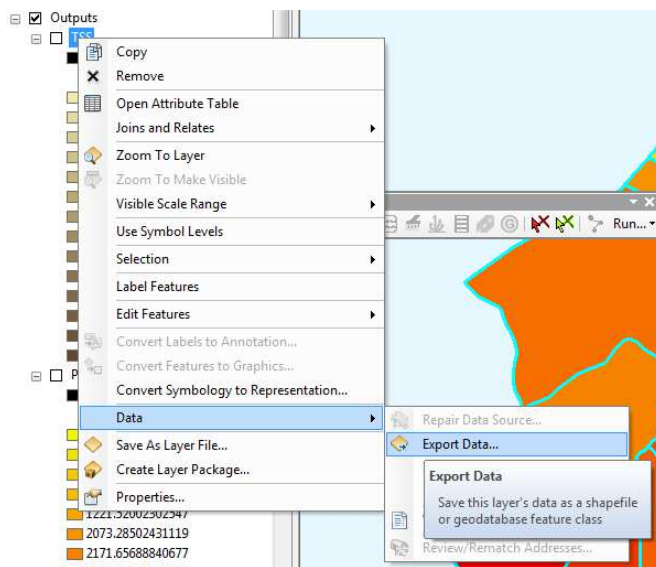 Outputs
TSS
Copy
Remove
Open Attribute Table
Joins and Relates
Zoom To Layer
Zoom To Make Visible
Visible Scale Range
Use Symbol Levels
Selection
Label Features
Edit Features
Convert Labels to Annotation...
Convert Features to Graphics...
Convert Symbology to Representation...
Data
Save As Layer File...
Create Layer Package...
Properties...
Run...
Repair Data Source...
Export Data...
Export Data
Save this layer's data as a shapefile
or geodatabase feature class
Review/Rematch Addresses...
P
1221.52002302547
2073.28502431119
2171.65688840677